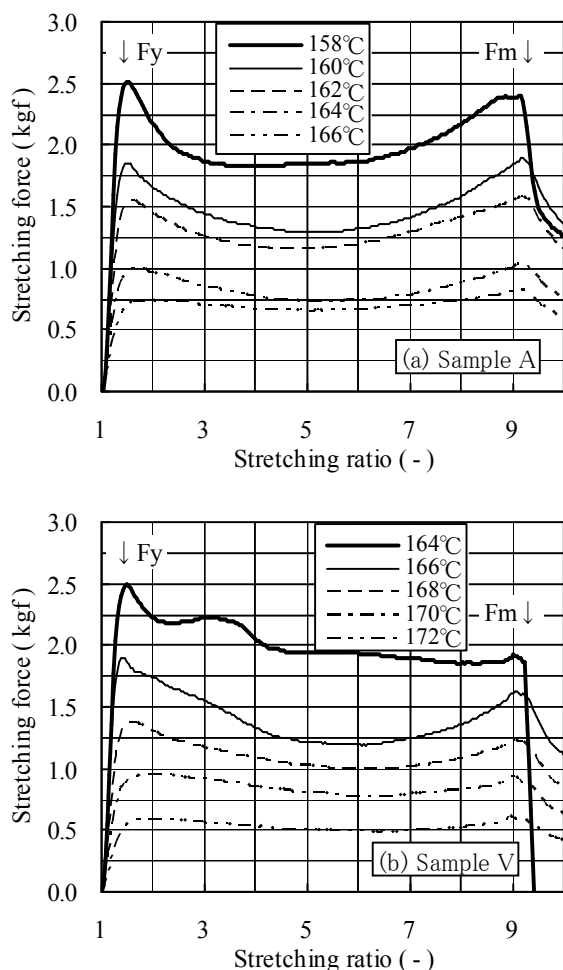 3.0
2.5
2.0
1.5
1.0
0.5
0.0
Stretching force ( kgf )
↓ Fy
158℃
160℃
162℃
164℃
166℃
Fm ↓
(a) Sample A
1 3 5 7 9
Stretching ratio ( - )
3.0
2.5
2.0
1.5
1.0
0.5
0.0
Stretching force ( kgf )
↓ Fy
164℃
166℃
168℃
170℃
172℃
Fm ↓
(b) Sample V
1 3 5 7 9
Stretching ratio ( - )